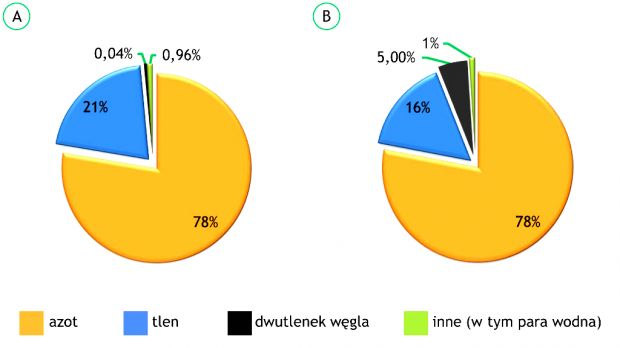 A
B
0,04% 0,96%
1%
5,00%
21%
16%
78%
78%
azot
tlen
dwutlenek węgla
inne (w tym para wodna)